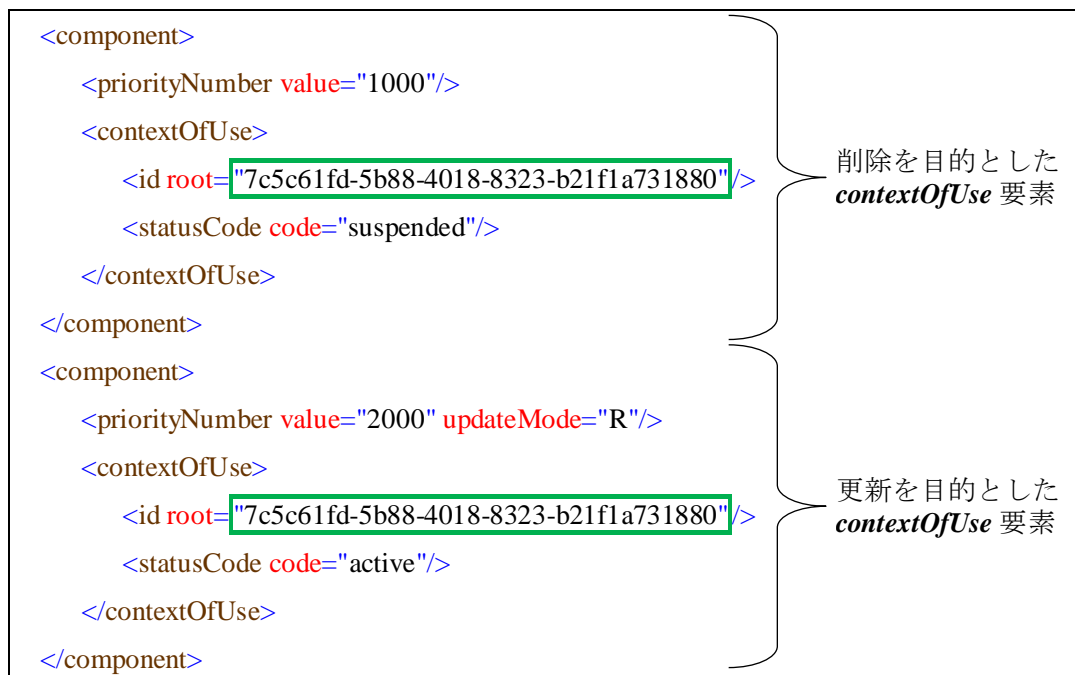 <component>
<priorityNumber value="1000"/>
<contextOfUse>
<id root="7c5c61fd-5b88-4018-8323-b21f1a731880"/>
<statusCode code="suspended"/>
</contextOfUse>
</component>
削除を目的とした
contextOfUse 要素
<component>
<priorityNumber value="2000" updateMode="R"/>
<contextOfUse>
<id root="7c5c61fd-5b88-4018-8323-b21f1a731880"/>
<statusCode code="active"/>
</contextOfUse>
</component>
更新を目的とした
contextOfUse 要素